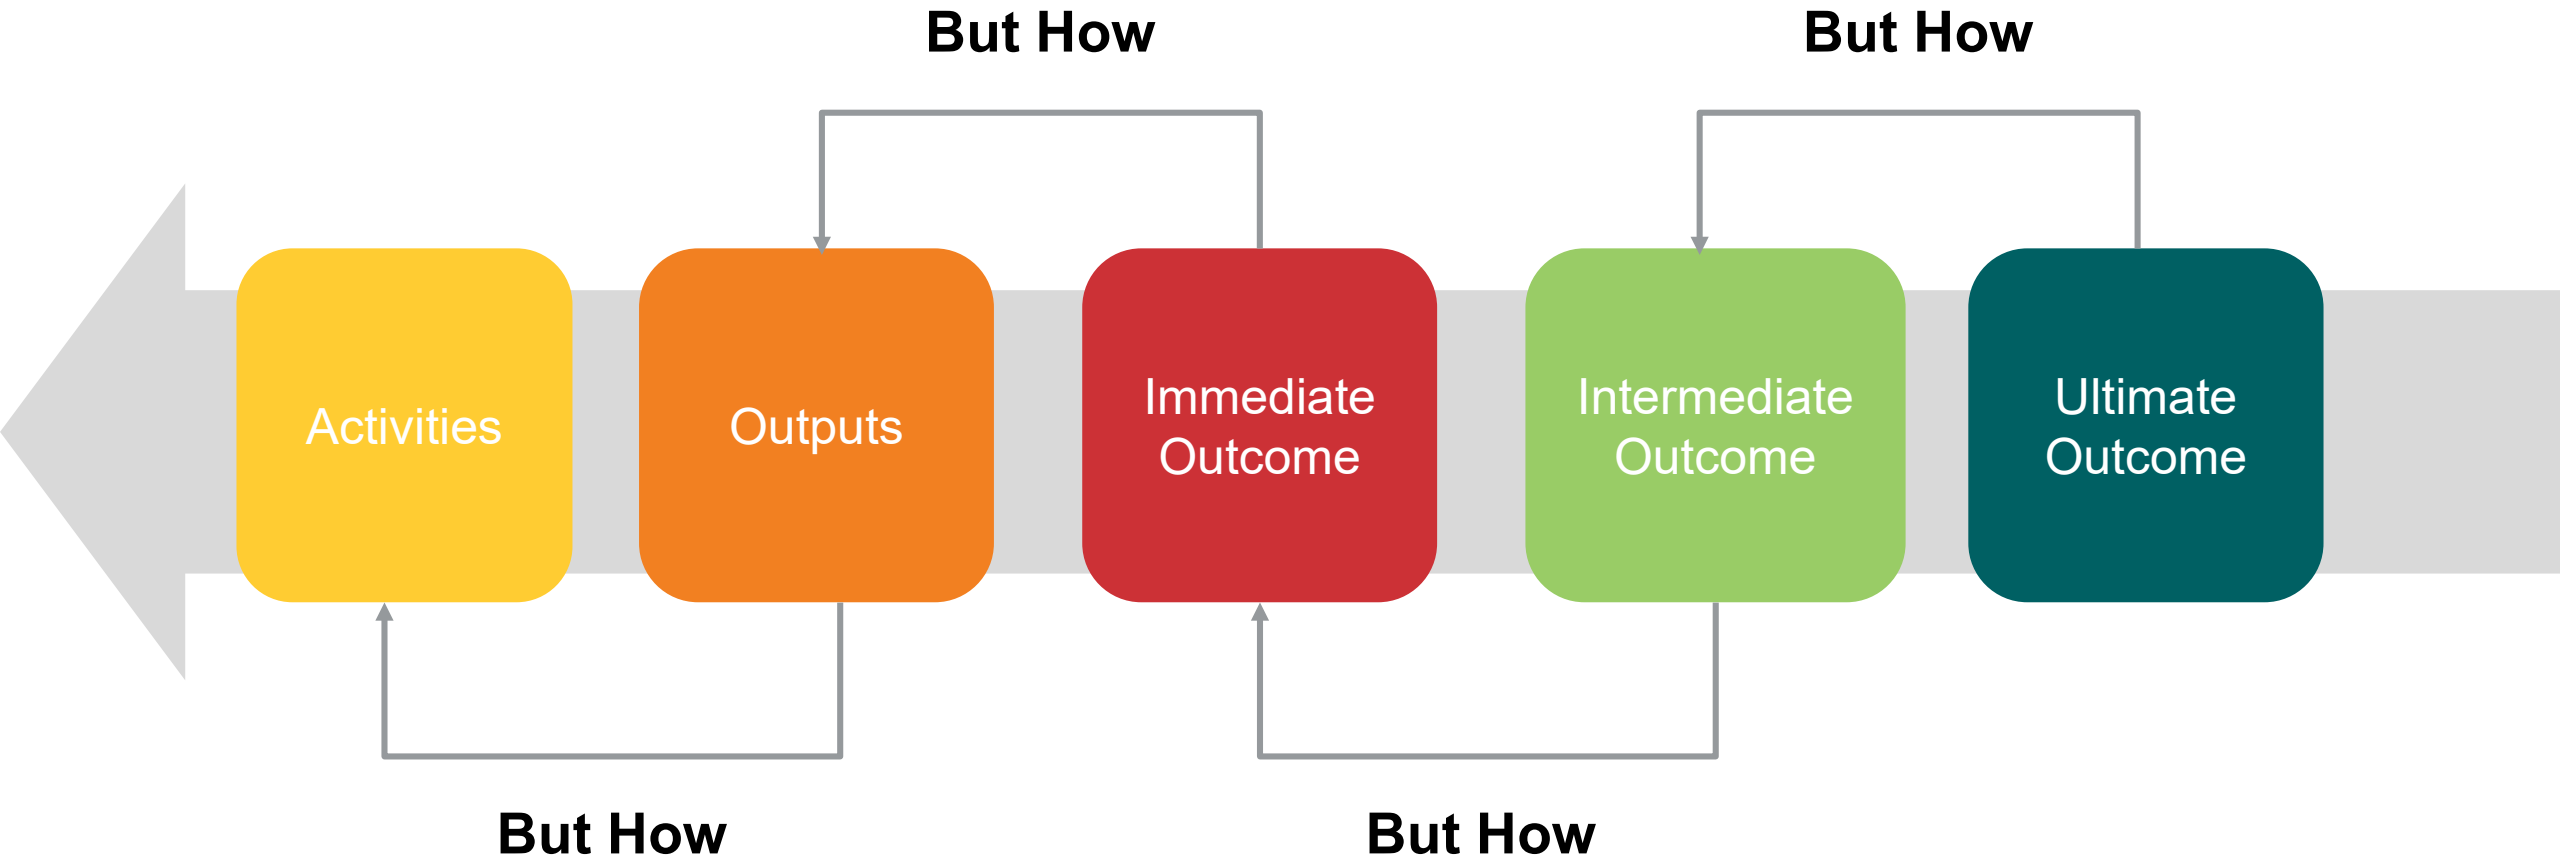 But How
But How
Activities
Outputs
Immediate
Outcome
Intermediate
Outcome
Ultimate
Outcome
But How
But How